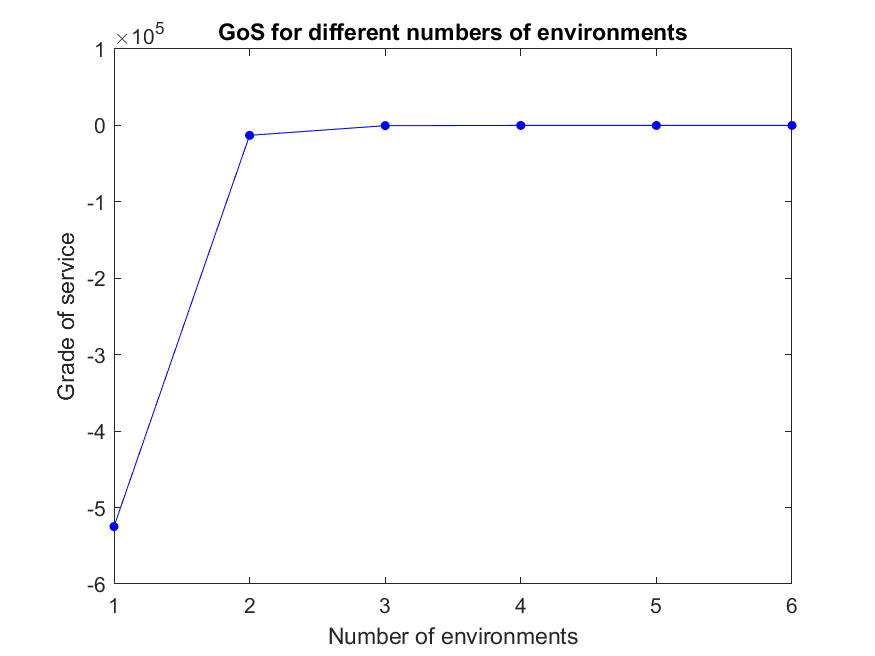 GoS for different numbers of environments
×10^5
1
0
-1
-2
-3
-4
-5
-6
Grade of service
1 2 3 4 5 6
Number of environments